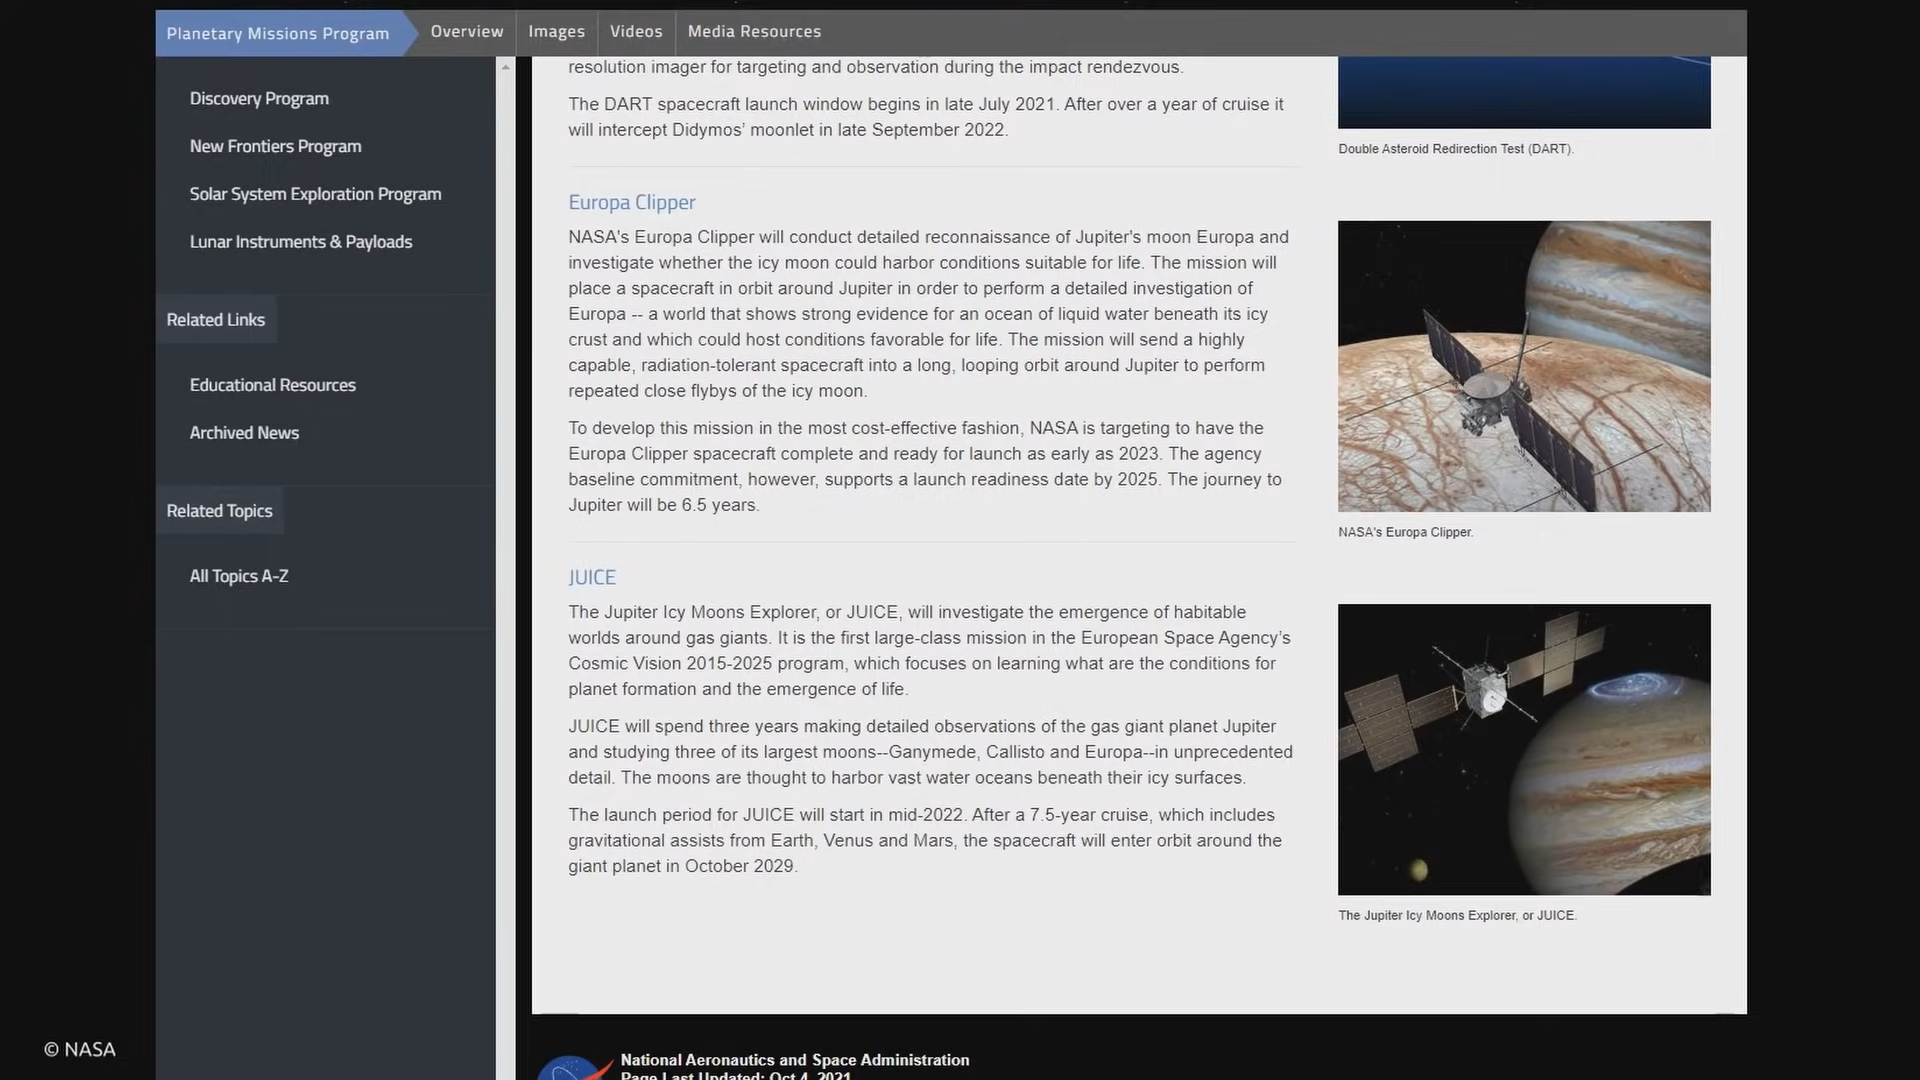 Planetary Missions Program
Overview
Images
Videos
Media Resources
Discovery Program
New Frontiers Program
Solar System Exploration Program
Lunar Instruments & Payloads
Related Links
Educational Resources
Archived News
Related Topics
All Topics A-Z
resolution imager for targeting and observation during the impact rendezvous.
The DART spacecraft launch window begins in late July 2021. After over a year of cruise it
will intercept Didymos’ moonlet in late September 2022.
Double Asteroid Redirection Test (DART).
Europa Clipper
NASA's Europa Clipper will conduct detailed reconnaissance of Jupiter's moon Europa and
investigate whether the icy moon could harbor conditions suitable for life. The mission will
place a spacecraft in orbit around Jupiter in order to perform a detailed investigation of
Europa -- a world that shows strong evidence for an ocean of liquid water beneath its icy
crust and which could host conditions favorable for life. The mission will send a highly
capable, radiation-tolerant spacecraft into a long, looping orbit around Jupiter to perform
repeated close flybys of the icy moon.
To develop this mission in the most cost-effective fashion, NASA is targeting to have the
Europa Clipper spacecraft complete and ready for launch as early as 2023. The agency
baseline commitment, however, supports a launch readiness date by 2025. The journey to
Jupiter will be 6.5 years.
NASA's Europa Clipper.
JUICE
The Jupiter Icy Moons Explorer, or JUICE, will investigate the emergence of habitable
worlds around gas giants. It is the first large-class mission in the European Space Agency’s
Cosmic Vision 2015-2025 program, which focuses on learning what are the conditions for
planet formation and the emergence of life.
JUICE will spend three years making detailed observations of the gas giant planet Jupiter
and studying three of its largest moons--Ganymede, Callisto and Europa--in unprecedented
detail. The moons are thought to harbor vast water oceans beneath their icy surfaces.
The launch period for JUICE will start in mid-2022. After a 7.5-year cruise, which includes
gravitational assists from Earth, Venus and Mars, the spacecraft will enter orbit around the
giant planet in October 2029.
The Jupiter Icy Moons Explorer, or JUICE.
© NASA
National Aeronautics and Space Administration
Page Last Updated: Oct 4, 2021